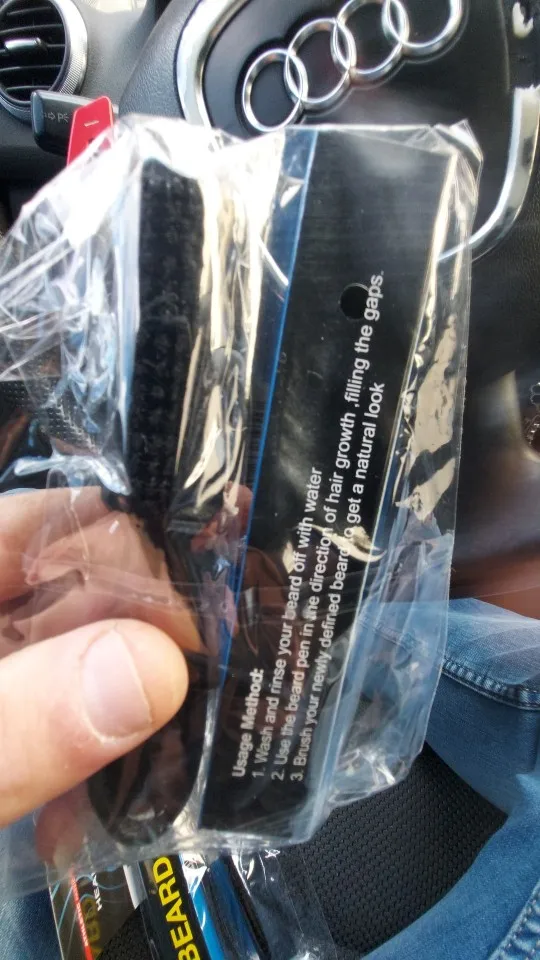 Usage Method:
1. Wash and rinse your beard off with water
2. Use the beard pen in the direction of hair growth ,filling the gaps.
3. Brush your newly defined beard to get a natural look
BEARD